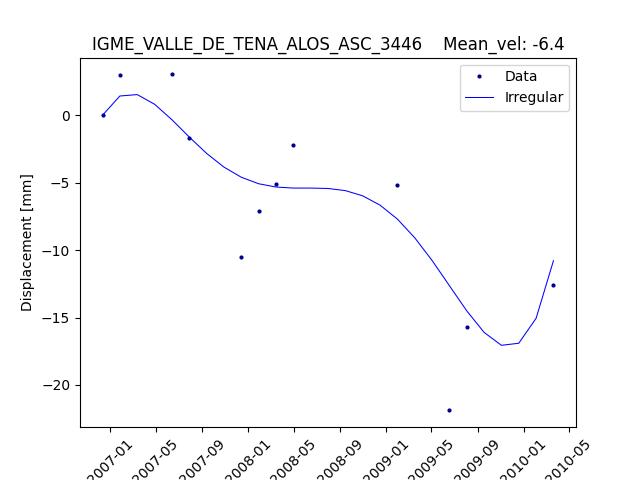 IGME_VALLE_DE_TENA_ALOS_ASC_3446    Mean_vel: -6.4
Data
Irregular
0
−5
−10
−15
−20
Displacement [mm]
2007-01 2007-05 2007-09 2008-01 2008-05 2008-09 2009-01 2009-05 2009-09 2010-01 2010-05